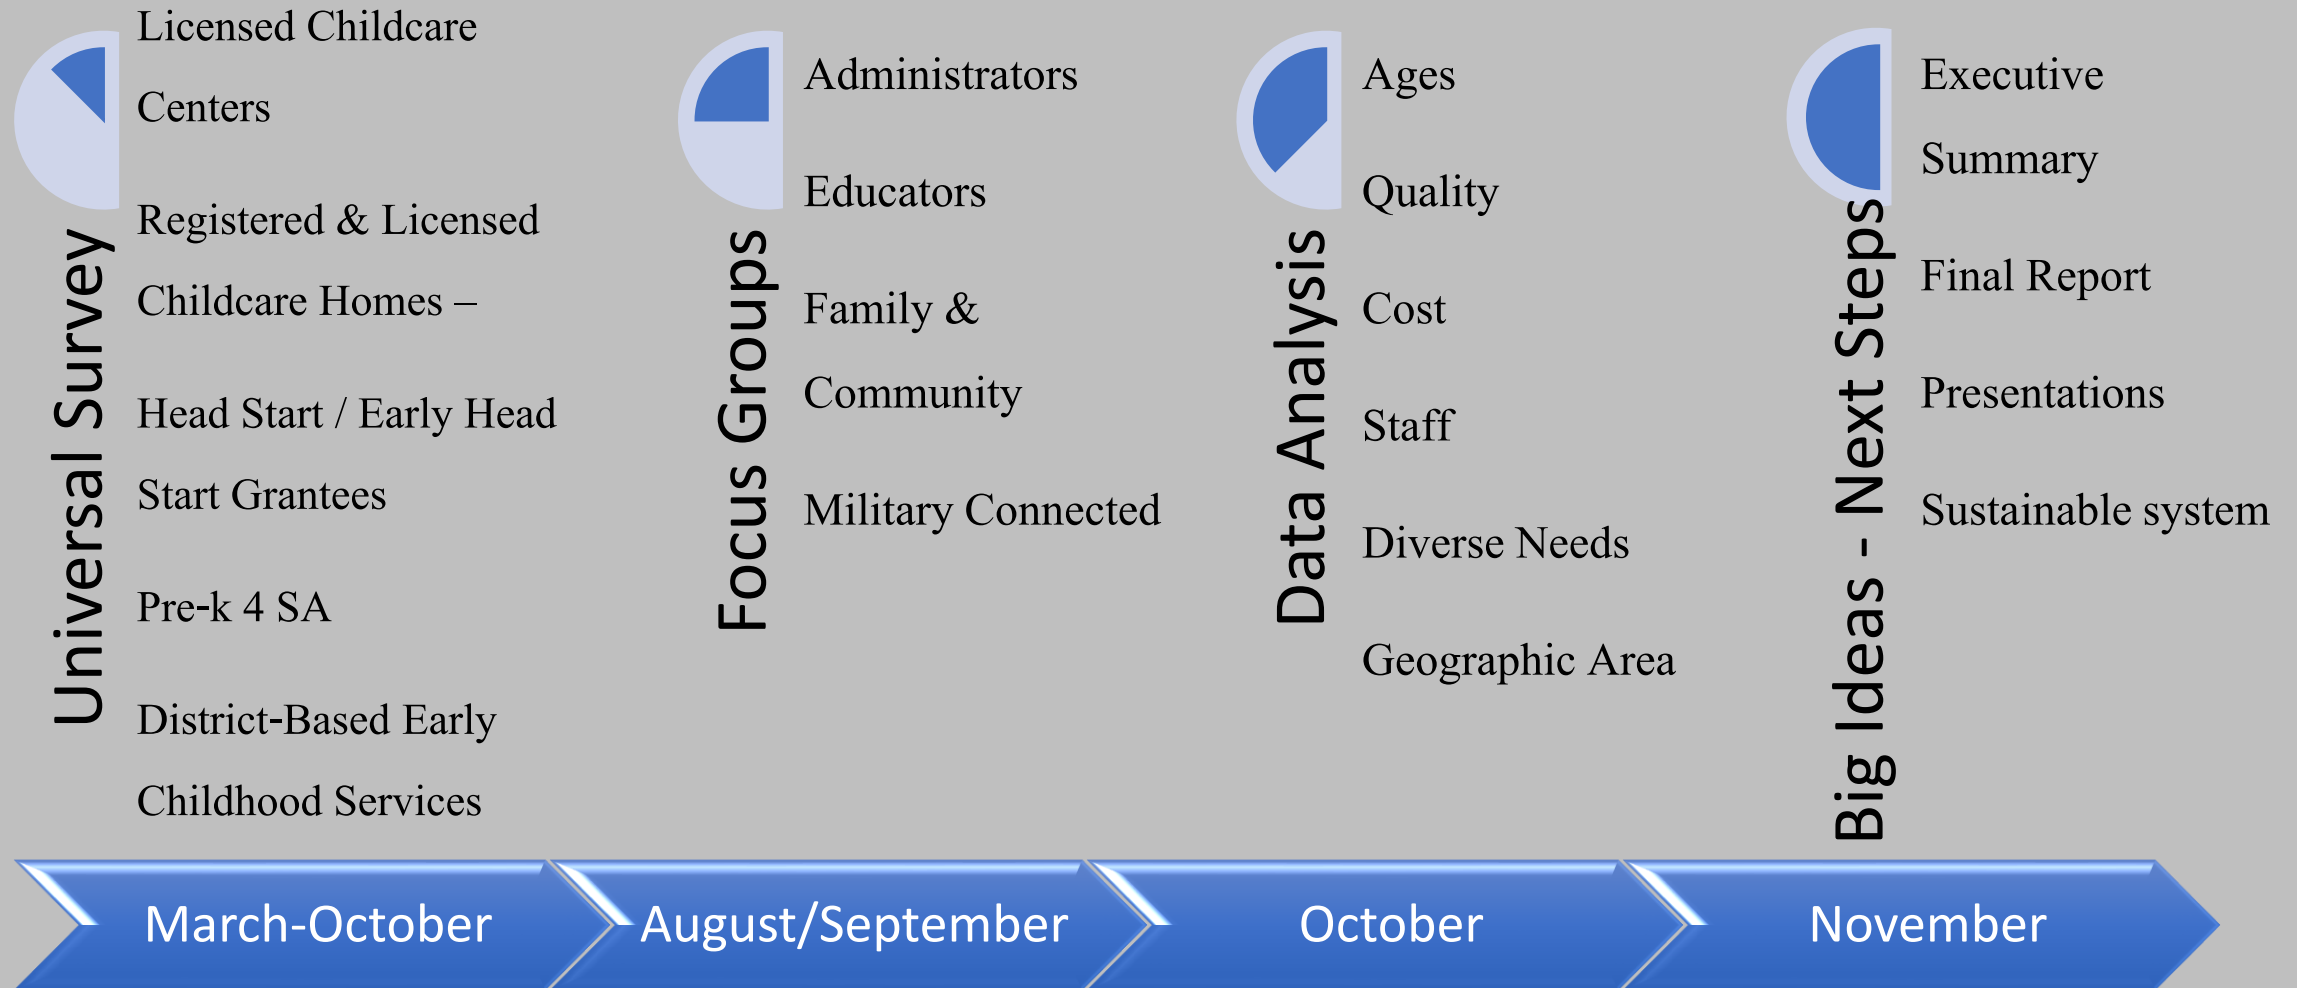 Universal Survey
Licensed Childcare
Centers
Registered & Licensed
Childcare Homes –
Head Start / Early Head
Start Grantees
Pre-k 4 SA
District-Based Early
Childhood Services
Focus Groups
Administrators
Educators
Family &
Community
Military Connected
Data Analysis
Ages
Quality
Cost
Staff
Diverse Needs
Geographic Area
Big Ideas - Next Steps
Executive
Summary
Final Report
Presentations
Sustainable system
March-October
August/September
October
November